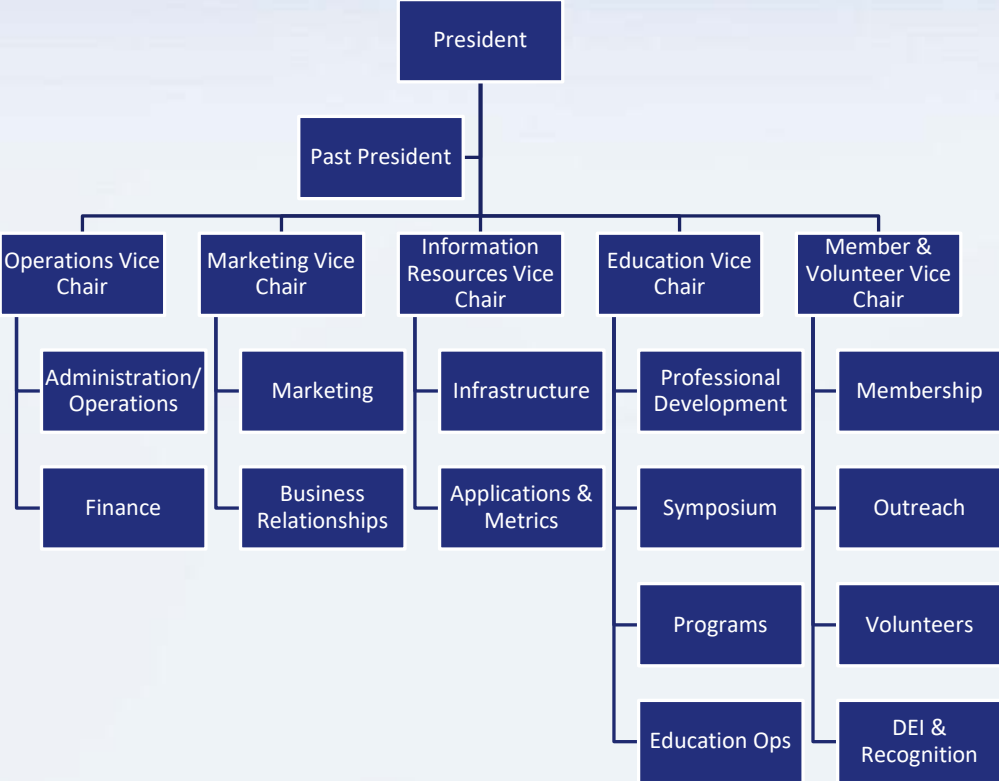 President
Past President
Operations Vice
Chair
Marketing Vice
Chair
Information
Resources Vice
Chair
Education Vice
Chair
Member &
Volunteer Vice
Chair
Administration/
Operations
Finance
Marketing
Business
Relationships
Infrastructure
Applications &
Metrics
Professional
Development
Symposium
Programs
Education Ops
Membership
Outreach
Volunteers
DEI &
Recognition